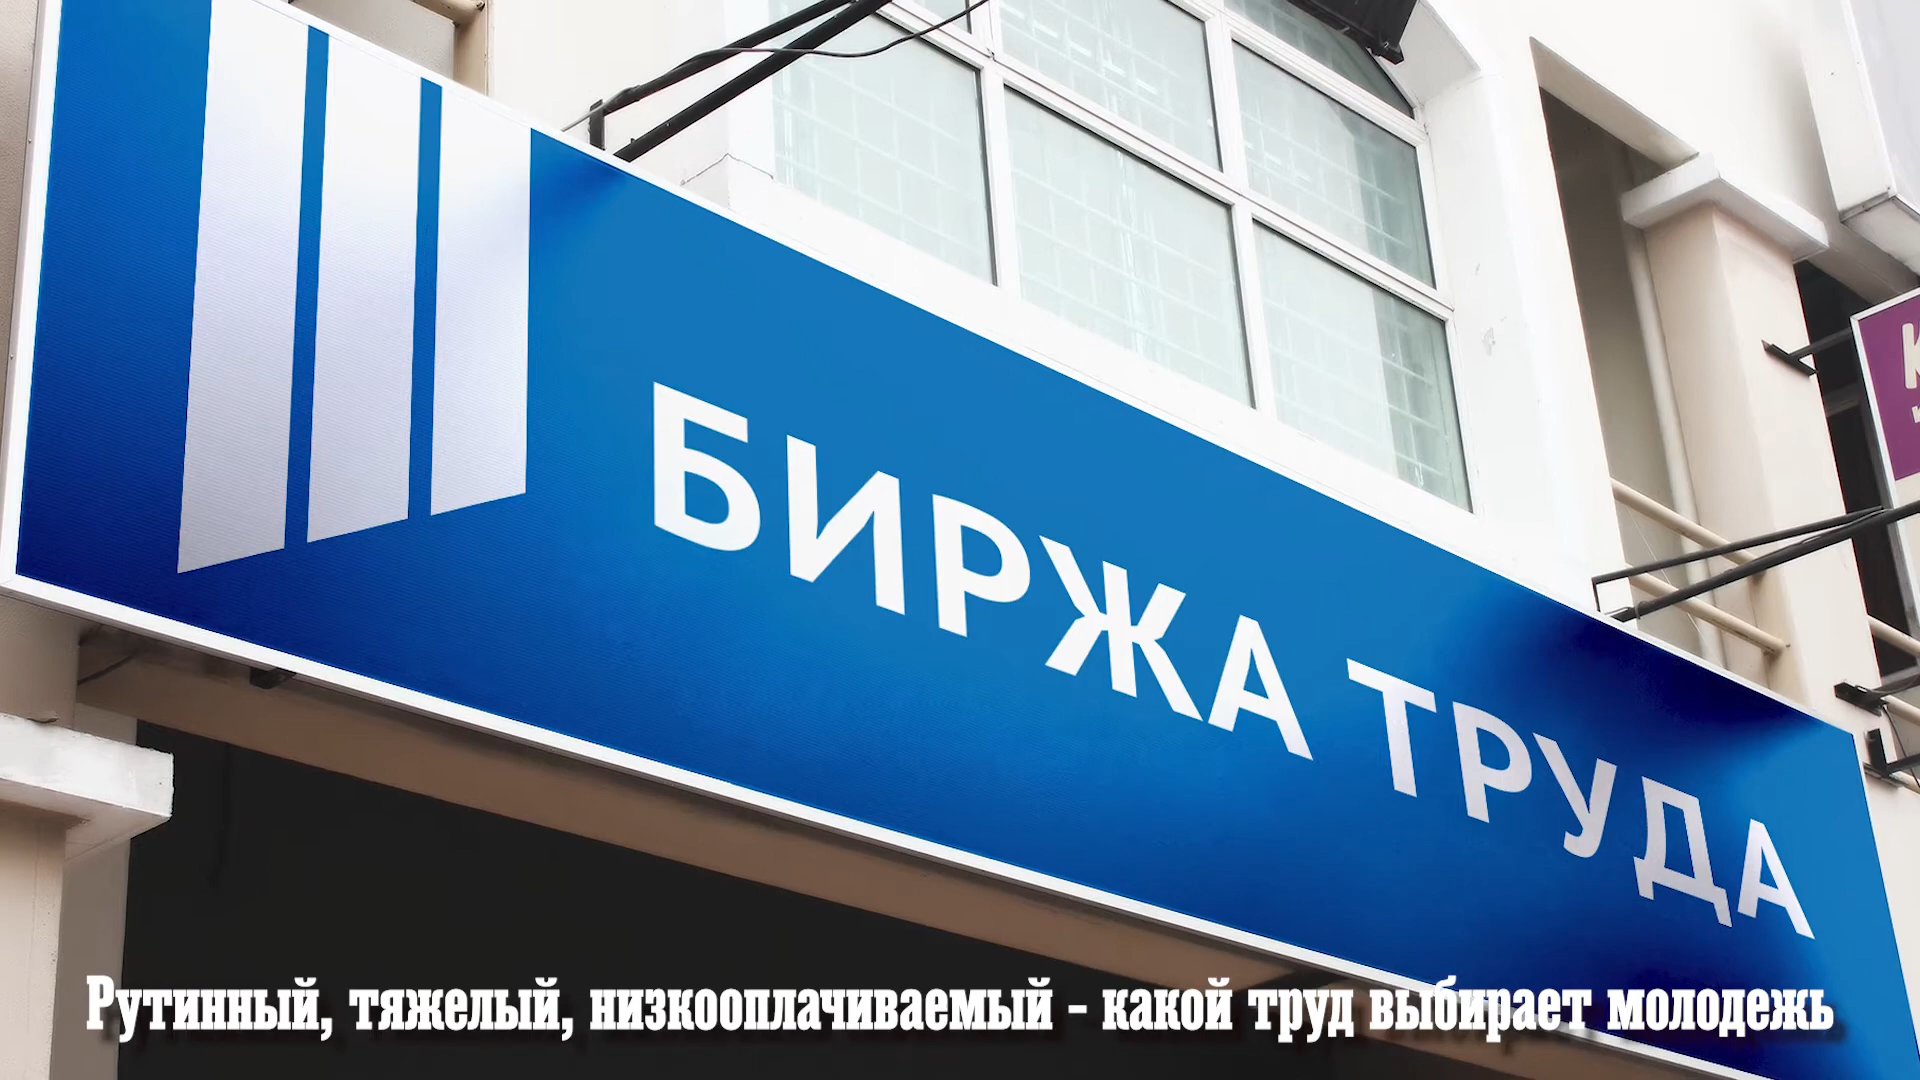 БИРЖА ТРУДА
Рутинный, тяжелый, низкооплачиваемый - какой труд выбирает молодежь